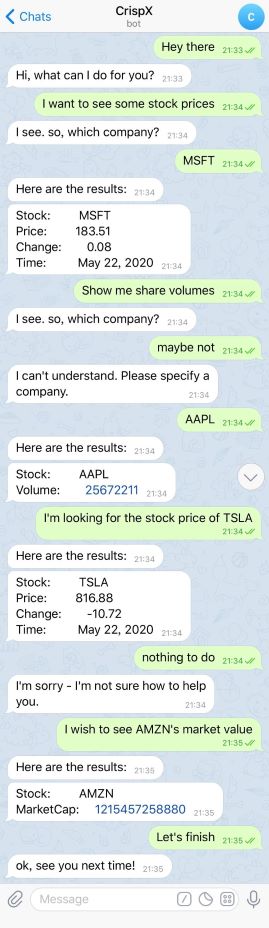 Chats
CrispX
bot
C
Hey there 21:33
Hi, what can I do for you? 21:33
I want to see some stock prices 21:34
I see. so, which company? 21:34
MSFT 21:34
Here are the results: 21:34
Stock: MSFT
Price: 183.51
Change: 0.08
Time: May 22, 2020 21:34
Show me share volumes 21:34
I see. so, which company? 21:34
maybe not 21:34
I can't understand. Please specify a
company. 21:34
AAPL 21:34
Here are the results: 21:34
Stock: AAPL
Volume: 25672211 21:34
I'm looking for the stock price of TSLA
21:34
Here are the results: 21:34
Stock: TSLA
Price: 816.88
Change: -10.72
Time: May 22, 2020 21:34
nothing to do 21:34
I'm sorry - I'm not sure how to help
you. 21:34
I wish to see AMZN's market value
21:35
Here are the results: 21:35
Stock: AMZN
MarketCap: 1215457258880 21:35
Let's finish 21:35
ok, see you next time! 21:35
Message